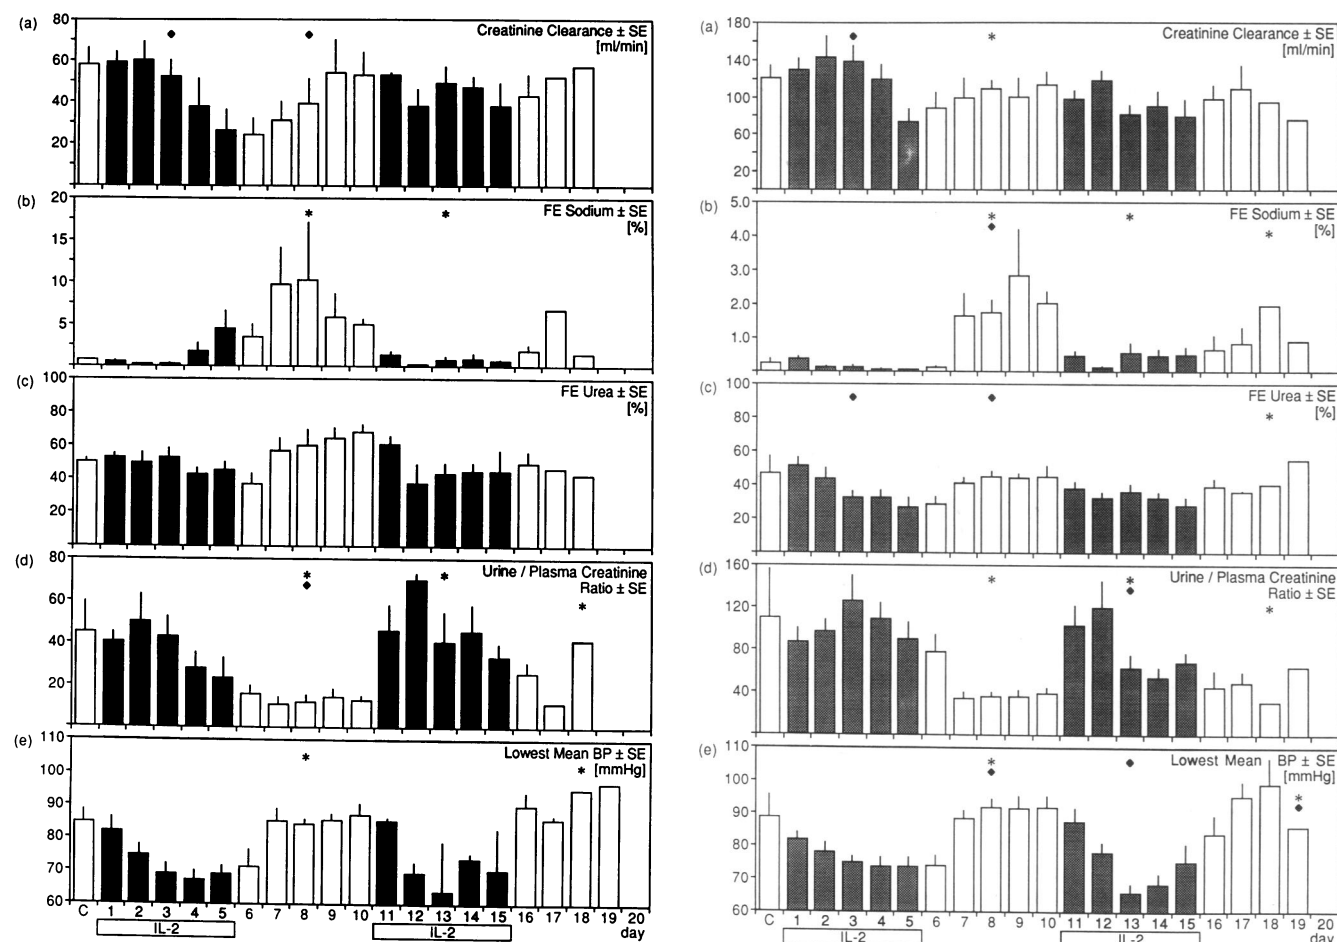 (a)
Creatinine Clearance ± SE
[ml/min]
80
60
40
20
(b)
FE Sodium ± SE
[%]
20
15
10
5
(c)
FE Urea ± SE
[%]
100
80
60
40
20
(d)
Urine / Plasma Creatinine
Ratio ± SE
80
60
40
20
(e)
Lowest Mean BP ± SE
[mmHg]
110
100
90
80
70
60
C 1 2 3 4 5 6 7 8 9 10 11 12 13 14 15 16 17 18 19 20
IL-2 IL-2 day
(a)
Creatinine Clearance ± SE
[ml/min]
180
140
100
60
20
(b)
FE Sodium ± SE
[%]
5.0
4.0
3.0
2.0
1.0
(c)
FE Urea ± SE
[%]
100
80
60
40
20
(d)
Urine / Plasma Creatinine
Ratio ± SE
160
120
80
40
(e)
Lowest Mean BP ± SE
[mmHg]
110
100
90
80
70
60
C 1 2 3 4 5 6 7 8 9 10 11 12 13 14 15 16 17 18 19 20
IL-2 IL-2 day